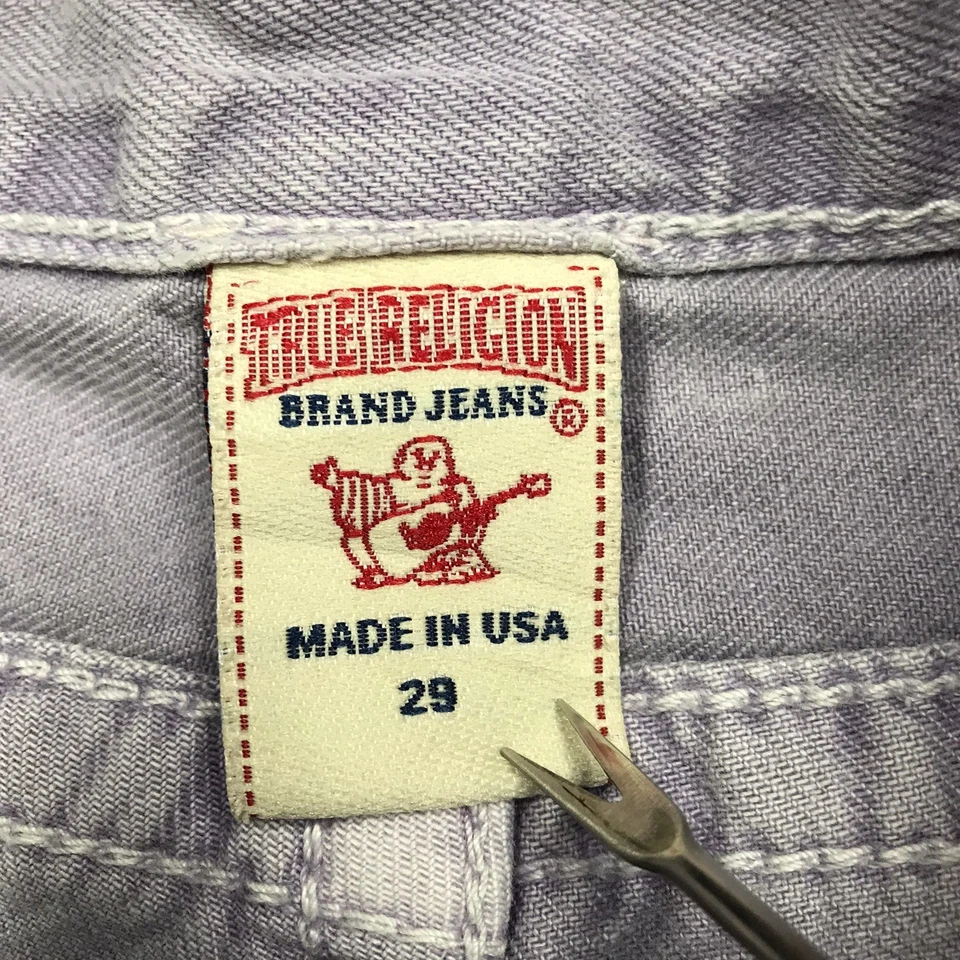 TRUE RELIGION
BRAND JEANS ®
MADE IN USA
29